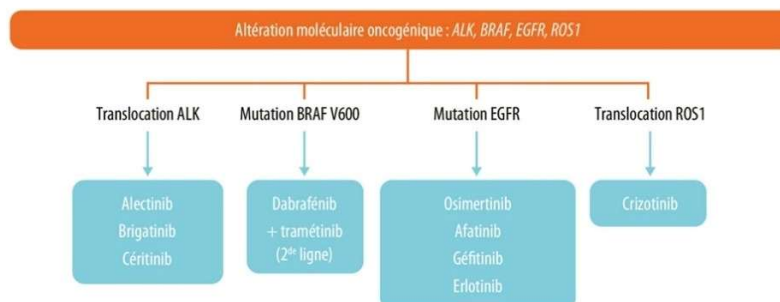 Altération moléculaire oncogénique : ALK, BRAF, EGFR, ROS1
Translocation ALK
Mutation BRAF V600
Mutation EGFR
Translocation ROS1
Alectinib
Brigatinib
Céritinib
Dabrafénib
+ tramétinib
(2de ligne)
Osimertinib
Afatinib
Géfitinib
Erlotinib
Crizotinib